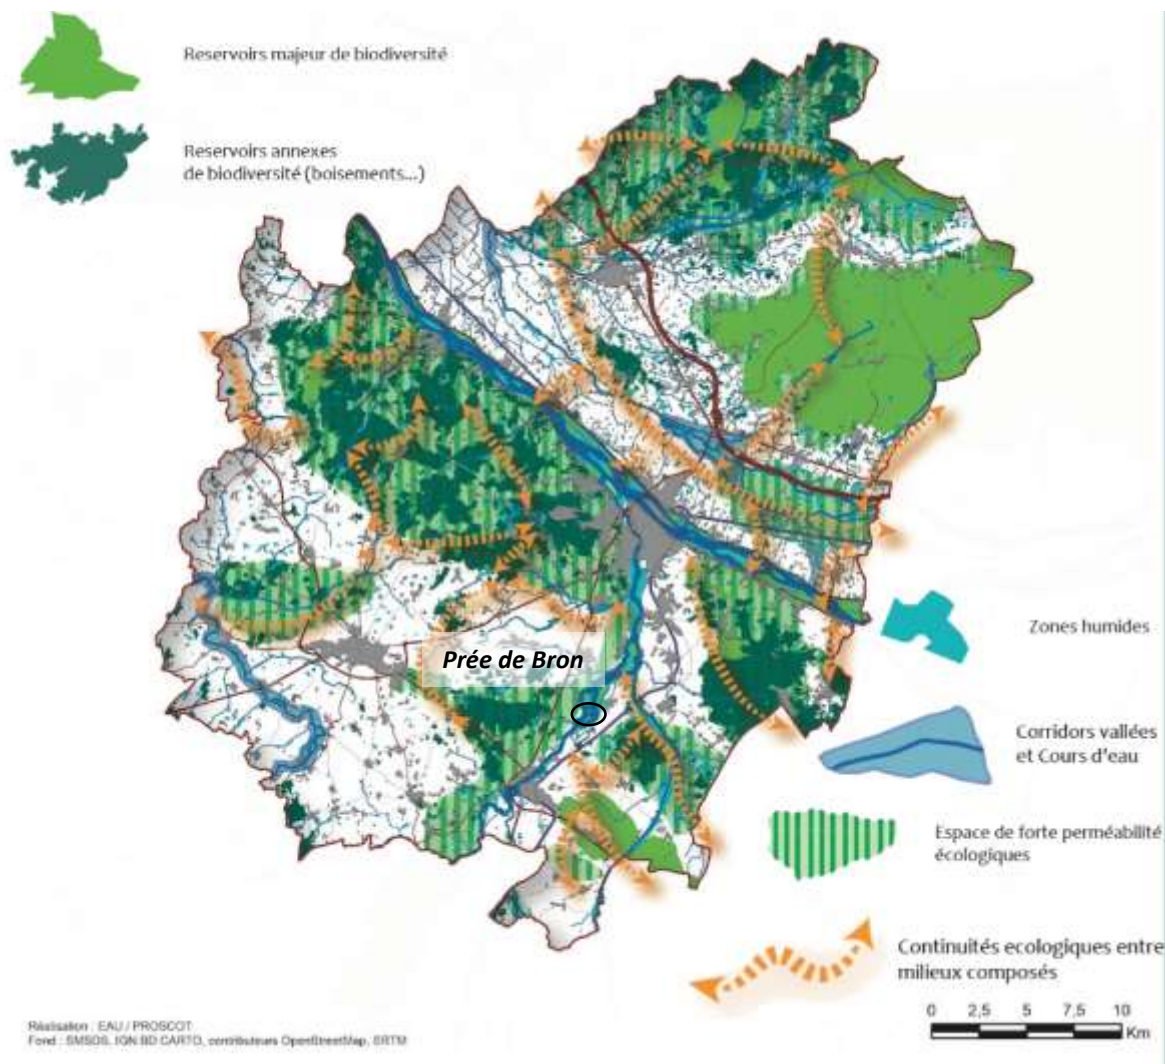 Reservoirs majeur de biodiversité
Reservoirs annexes
de biodiversité (boisements...)
Prée de Bron
Zones humides
Corridors vallées
et Cours d'eau
Espace de forte perméabilité
écologiques
Continuités ecologiques entre
milieux composés
0 2,5 5 7,5 10
Km
Réalisation : EAU / PROSCOT
Fond : SMSOS, IGN BD CARTO, contributeurs OpenStreetMap, SRTM